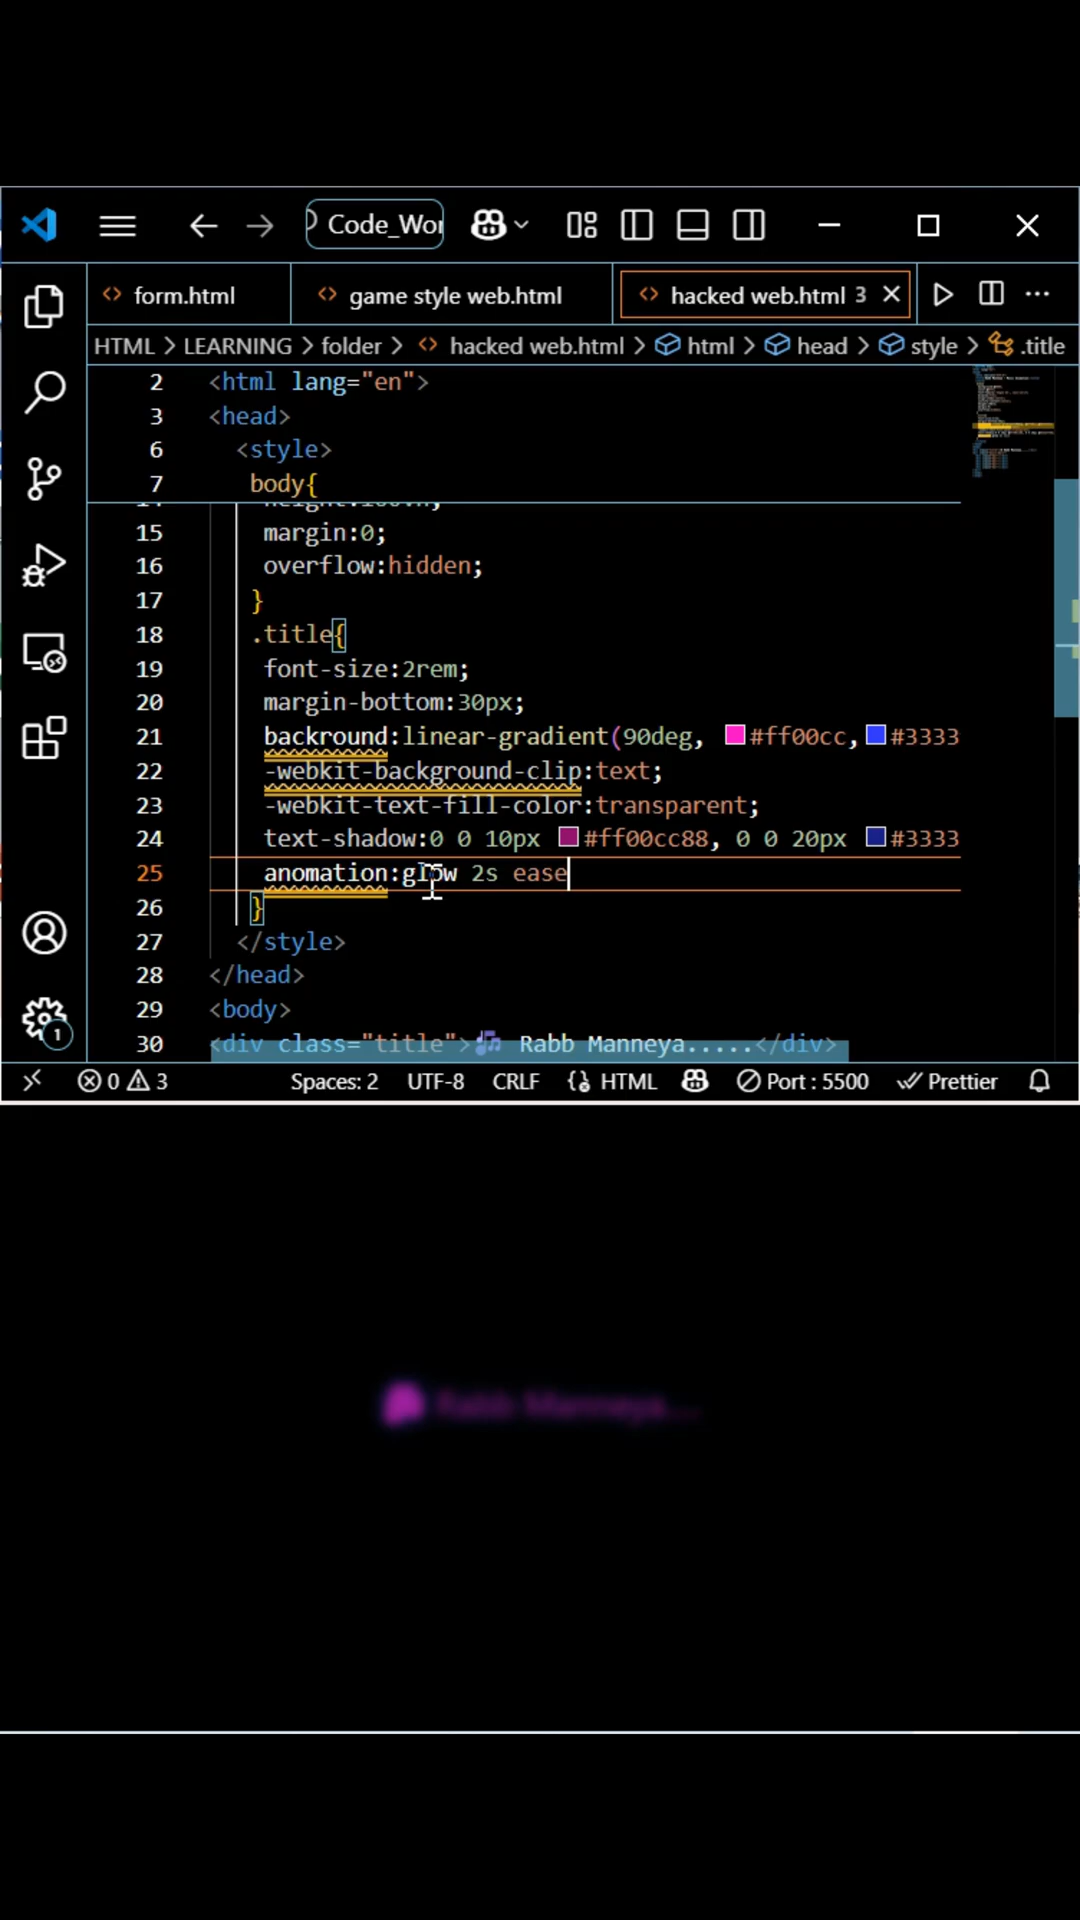 Code_Wor
form.html
game style web.html
hacked web.html 3
HTML > LEARNING > folder > <> hacked web.html > html > head > style > .title
2 <html lang="en">
3 <head>
6 <style>
7 body{
15 margin:0;
16 overflow:hidden;
17 }
18 .title{
19 font-size:2rem;
20 margin-bottom:30px;
21 backround:linear-gradient(90deg, #ff00cc,#3333
22 -webkit-background-clip:text;
23 -webkit-text-fill-color:transparent;
24 text-shadow:0 0 10px #ff00cc88, 0 0 20px #3333
25 anomation:glow 2s ease
26 }
27 </style>
28 </head>
29 <body>
30 <div class="title">🎵 Rabb Manneya.....</div>
1
0 3 Spaces: 2 UTF-8 CRLF {} HTML Port : 5500 Prettier
Rabb Manneya.....